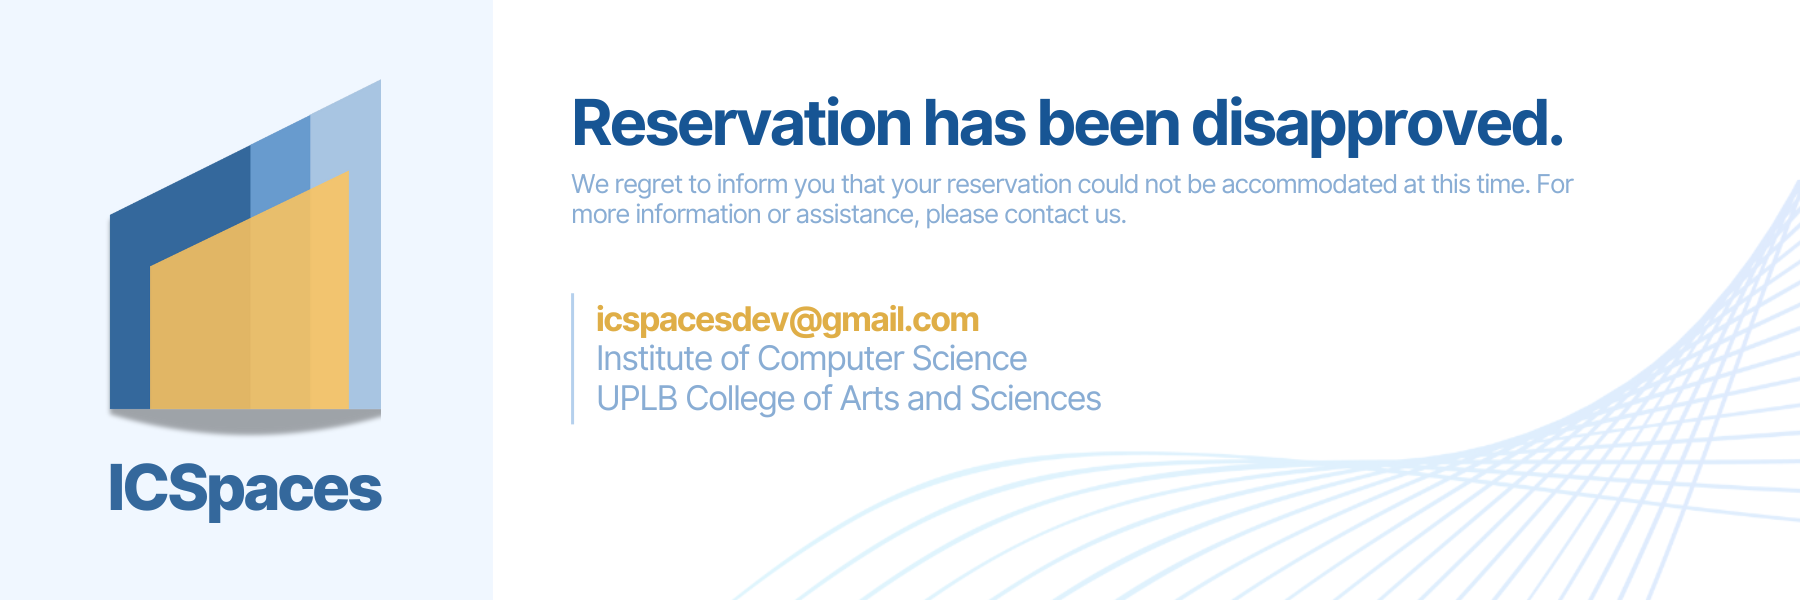 ICSpaces
Reservation has been disapproved.
We regret to inform you that your reservation could not be accommodated at this time. For
more information or assistance, please contact us.
icspacesdev@gmail.com
Institute of Computer Science
UPLB College of Arts and Sciences